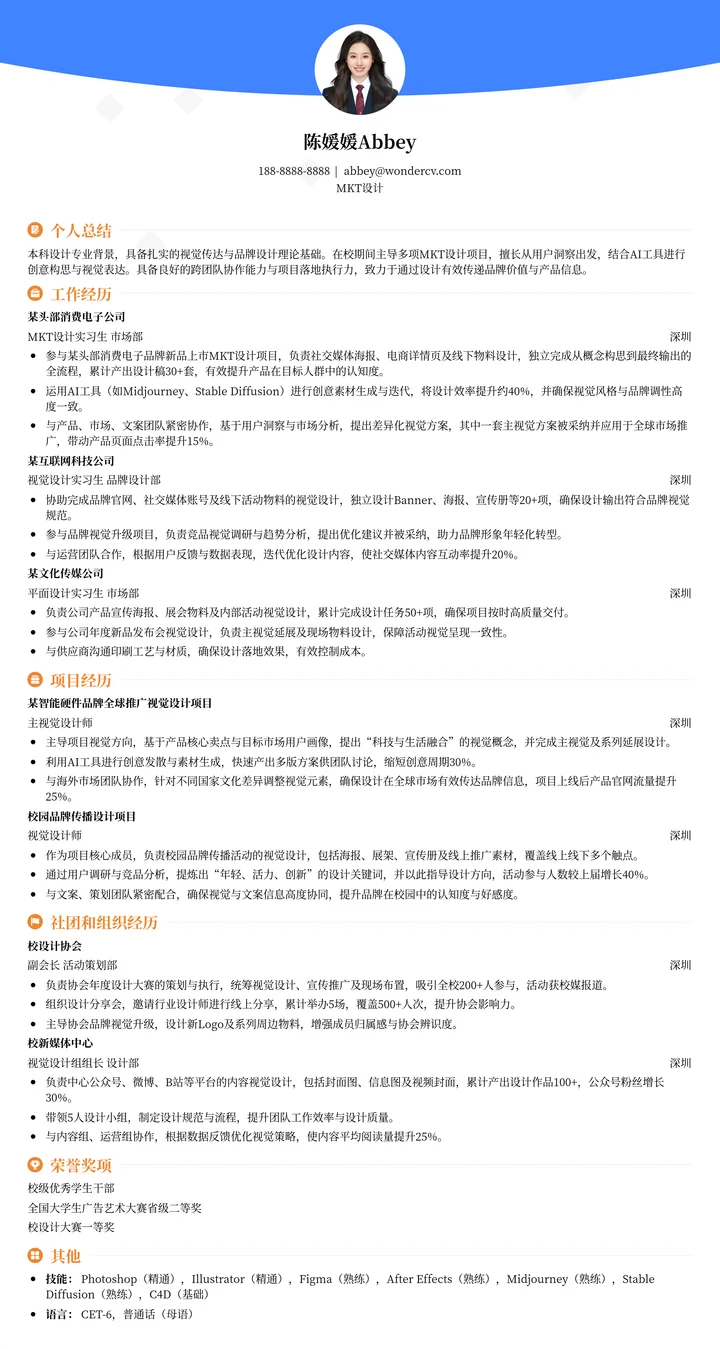 陈媛媛Abbey
188-8888-8888 | abbey@wondercv.com
MKT设计
个人总结
本科设计专业背景，具备扎实的视觉传达与品牌设计理论基础。在校期间主导多项MKT设计项目，擅长从用户洞察出发，结合AI工具进行
创意构思与视觉表达。具备良好的跨团队协作能力与项目落地执行力，致力于通过设计有效传递品牌价值与产品信息。
工作经历
某头部消费电子公司
MKT设计实习生 市场部 深圳
• 参与某头部消费电子品牌新品上市MKT设计项目，负责社交媒体海报、电商详情页及线下物料设计，独立完成从概念构思到最终输出的
全流程，累计产出设计稿30+套，有效提升产品在目标人群中的认知度。
• 运用AI工具（如Midjourney、Stable Diffusion）进行创意素材生成与迭代，将设计效率提升约40%，并确保视觉风格与品牌调性高
度一致。
• 与产品、市场、文案团队紧密协作，基于用户洞察与市场分析，提出差异化视觉方案，其中一套主视觉方案被采纳并应用于全球市场推
广，带动产品页面点击率提升15%。
某互联网科技公司
视觉设计实习生 品牌设计部 深圳
• 协助完成品牌官网、社交媒体账号及线下活动物料的视觉设计，独立设计Banner、海报、宣传册等20+项，确保设计输出符合品牌视觉
规范。
• 参与品牌视觉升级项目，负责竞品视觉调研与趋势分析，提出优化建议并被采纳，助力品牌形象年轻化转型。
• 与运营团队合作，根据用户反馈与数据表现，迭代优化设计内容，使社交媒体内容互动率提升20%。
某文化传媒公司
平面设计实习生 市场部 深圳
• 负责公司产品宣传海报、展会物料及内部活动视觉设计，累计完成设计任务50+项，确保项目按时高质量交付。
• 参与公司年度新品发布会视觉设计，负责主视觉延展及现场物料设计，保障活动视觉呈现一致性。
• 与供应商沟通印刷工艺与材质，确保设计落地效果，有效控制成本。
项目经历
某智能硬件品牌全球推广视觉设计项目
主视觉设计师 深圳
• 主导项目视觉方向，基于产品核心卖点与目标市场用户画像，提出“科技与生活融合”的视觉概念，并完成主视觉及系列延展设计。
• 利用AI工具进行创意发散与素材生成，快速产出多版方案供团队讨论，缩短创意周期30%。
• 与海外市场团队协作，针对不同国家文化差异调整视觉元素，确保设计在全球市场有效传达品牌信息，项目上线后产品官网流量提升
25%。
校园品牌传播设计项目
视觉设计师 深圳
• 作为项目核心成员，负责校园品牌传播活动的视觉设计，包括海报、展架、宣传册及线上推广素材，覆盖线上线下多个触点。
• 通过用户调研与竞品分析，提炼出“年轻、活力、创新”的设计关键词，并以此指导设计方向，活动参与人数较上届增长40%。
• 与文案、策划团队紧密配合，确保视觉与文案信息高度协同，提升品牌在校园中的认知度与好感度。
社团和组织经历
校设计协会
副会长 活动策划部 深圳
• 负责协会年度设计大赛的策划与执行，统筹视觉设计、宣传推广及现场布置，吸引全校200+人参与，活动获校媒报道。
• 组织设计分享会，邀请行业设计师进行线上分享，累计举办5场，覆盖500+人次，提升协会影响力。
• 主导协会品牌视觉升级，设计新Logo及系列周边物料，增强成员归属感与协会辨识度。
校新媒体中心
视觉设计组组长 设计部 深圳
• 负责中心公众号、微博、B站等平台的内容视觉设计，包括封面图、信息图及视频封面，累计产出设计作品100+，公众号粉丝增长
30%。
• 带领5人设计小组，制定设计规范与流程，提升团队工作效率与设计质量。
• 与内容组、运营组协作，根据数据反馈优化视觉策略，使内容平均阅读量提升25%。
荣誉奖项
校级优秀学生干部
全国大学生广告艺术大赛省级二等奖
校设计大赛一等奖
其他
• 技能： Photoshop（精通），Illustrator（精通），Figma（熟练），After Effects（熟练），Midjourney（熟练），Stable
Diffusion（熟练），C4D（基础）
• 语言： CET-6，普通话（母语）